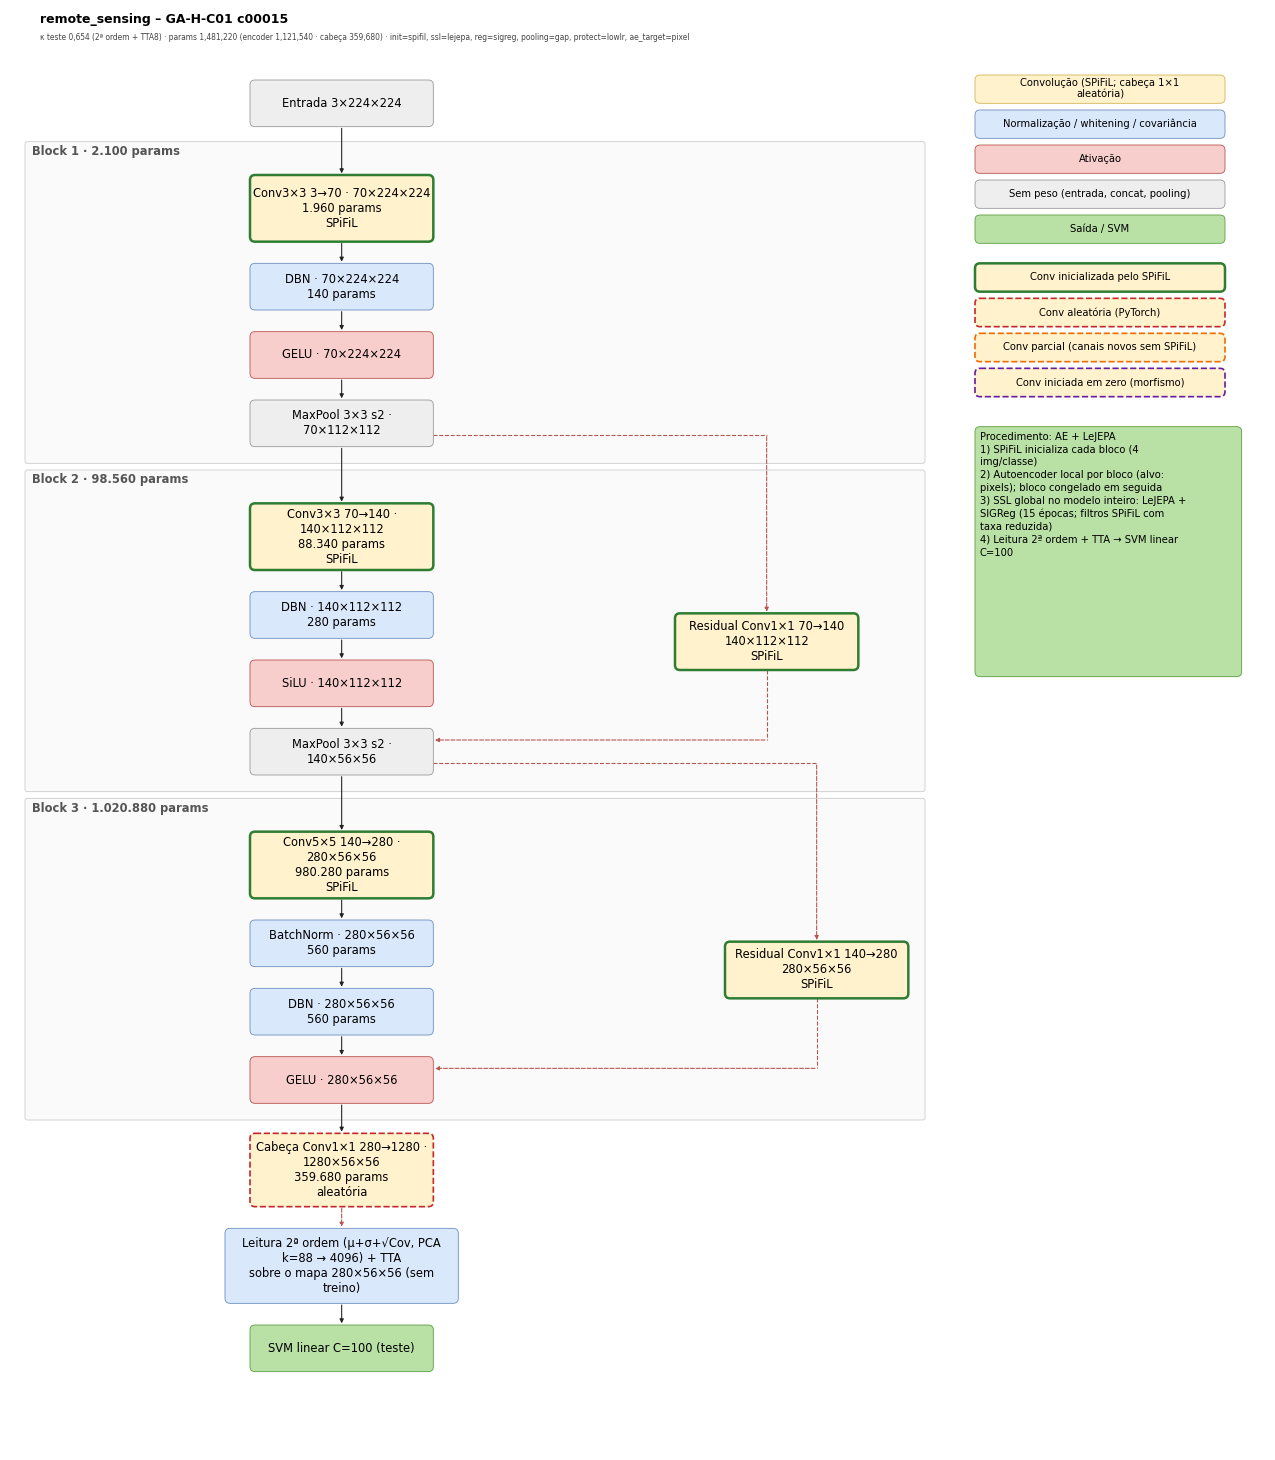 remote_sensing – GA-H-C01 c00015
κ teste 0,654 (2ª ordem + TTA8) · params 1,481,220 (encoder 1,121,540 · cabeça 359,680) · init=spifil, ssl=lejepa, reg=sigreg, pooling=gap, protect=lowlr, ae_target=pixel
Entrada 3×224×224
Block 1 · 2.100 params
Conv3×3 3→70 · 70×224×224
1.960 params
SPiFiL
DBN · 70×224×224
140 params
GELU · 70×224×224
MaxPool 3×3 s2 ·
70×112×112
Block 2 · 98.560 params
Conv3×3 70→140 ·
140×112×112
88.340 params
SPiFiL
DBN · 140×112×112
280 params
SiLU · 140×112×112
MaxPool 3×3 s2 ·
140×56×56
Residual Conv1×1 70→140
140×112×112
SPiFiL
Block 3 · 1.020.880 params
Conv5×5 140→280 ·
280×56×56
980.280 params
SPiFiL
BatchNorm · 280×56×56
560 params
DBN · 280×56×56
560 params
GELU · 280×56×56
Residual Conv1×1 140→280
280×56×56
SPiFiL
Cabeça Conv1×1 280→1280 ·
1280×56×56
359.680 params
aleatória
Leitura 2ª ordem (μ+σ+√Cov, PCA
k=88 → 4096) + TTA
sobre o mapa 280×56×56 (sem
treino)
SVM linear C=100 (teste)
Convolução (SPiFiL; cabeça 1×1
aleatória)
Normalização / whitening / covariância
Ativação
Sem peso (entrada, concat, pooling)
Saída / SVM
Conv inicializada pelo SPiFiL
Conv aleatória (PyTorch)
Conv parcial (canais novos sem SPiFiL)
Conv iniciada em zero (morfismo)
Procedimento: AE + LeJEPA
1) SPiFiL inicializa cada bloco (4
img/classe)
2) Autoencoder local por bloco (alvo:
pixels); bloco congelado em seguida
3) SSL global no modelo inteiro: LeJEPA +
SIGReg (15 épocas; filtros SPiFiL com
taxa reduzida)
4) Leitura 2ª ordem + TTA → SVM linear
C=100